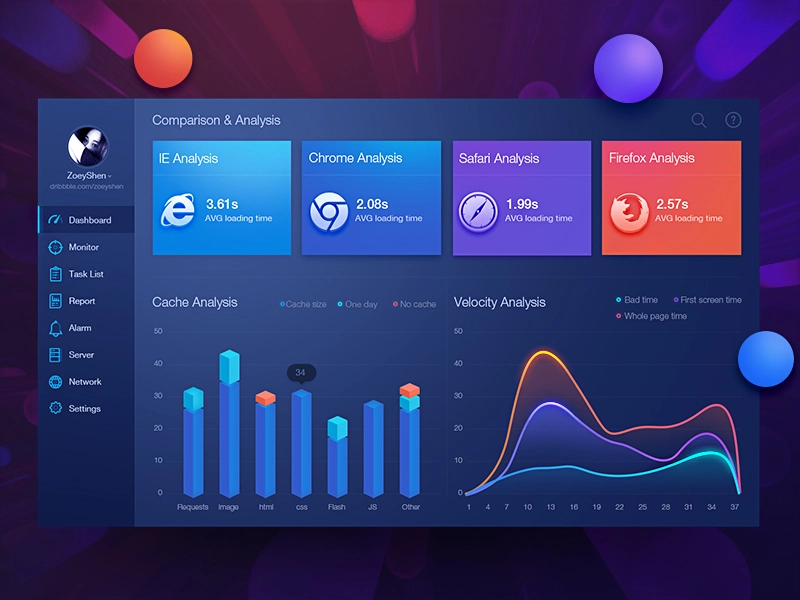 ZoeyShen
dribbble.com/zoeyshen
Dashboard
Monitor
Task List
Report
Alarm
Server
Network
Settings
Comparison & Analysis
?
IE Analysis
3.61s
AVG loading time
Chrome Analysis
2.08s
AVG loading time
Safari Analysis
1.99s
AVG loading time
Firefox Analysis
2.57s
AVG loading time
Cache Analysis
Cache size One day No cache
50
40
30
20
10
0
34
Requests Image html css Flash JS Other
Velocity Analysis
Bad time First screen time
Whole page time
50
40
30
20
10
0
1 4 7 10 13 16 19 22 25 28 31 34 37